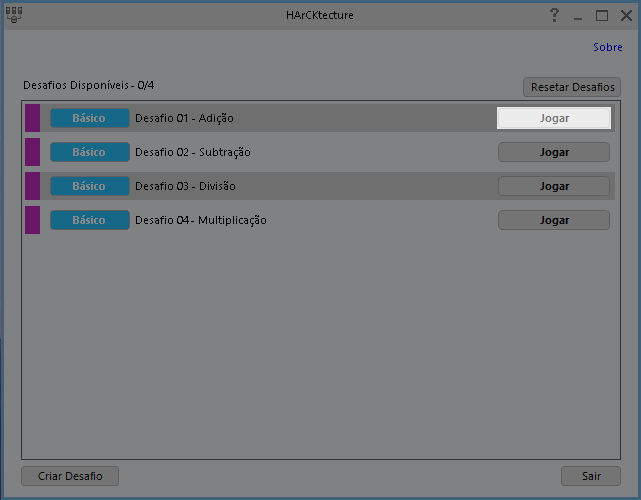 HArCKtecture
?
Sobre
Desafios Disponíveis - 0/4
Resetar Desafios
Básico Desafio 01 - Adição Jogar
Básico Desafio 02 - Subtração Jogar
Básico Desafio 03 - Divisão Jogar
Básico Desafio 04 - Multiplicação Jogar
Criar Desafio
Sair